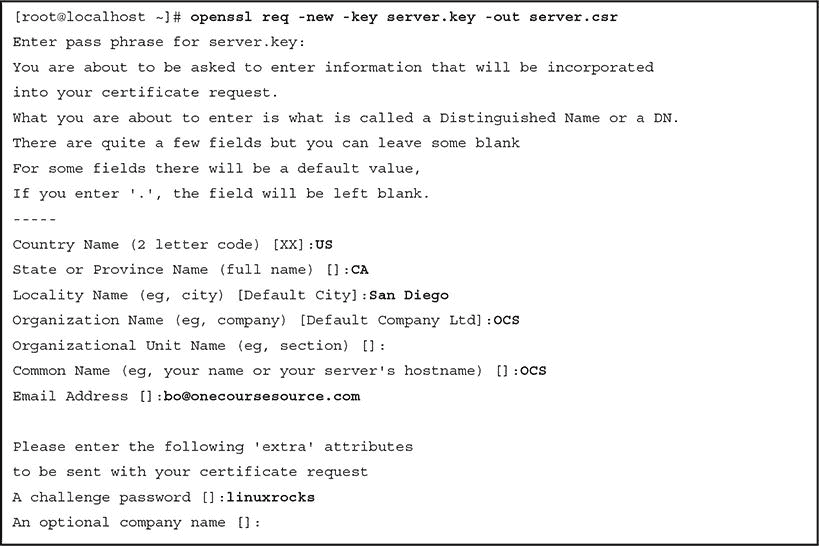 [root@localhost ~]# openssl req -new -key server.key -out server.csr
Enter pass phrase for server.key:
You are about to be asked to enter information that will be incorporated
into your certificate request.
What you are about to enter is what is called a Distinguished Name or a DN.
There are quite a few fields but you can leave some blank
For some fields there will be a default value,
If you enter '.', the field will be left blank.
-----
Country Name (2 letter code) [XX]:US
State or Province Name (full name) []:CA
Locality Name (eg, city) [Default City]:San Diego
Organization Name (eg, company) [Default Company Ltd]:OCS
Organizational Unit Name (eg, section) []:
Common Name (eg, your name or your server's hostname) []:OCS
Email Address []:bo@onecoursesource.com

Please enter the following 'extra' attributes
to be sent with your certificate request
A challenge password []:linuxrocks
An optional company name []: